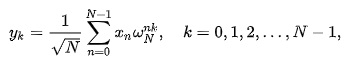 $y_k = \frac{1}{\sqrt{N}} \sum_{n=0}^{N-1} x_n \omega_N^{nk}, \quad k = 0, 1, 2, \ldots, N-1,$